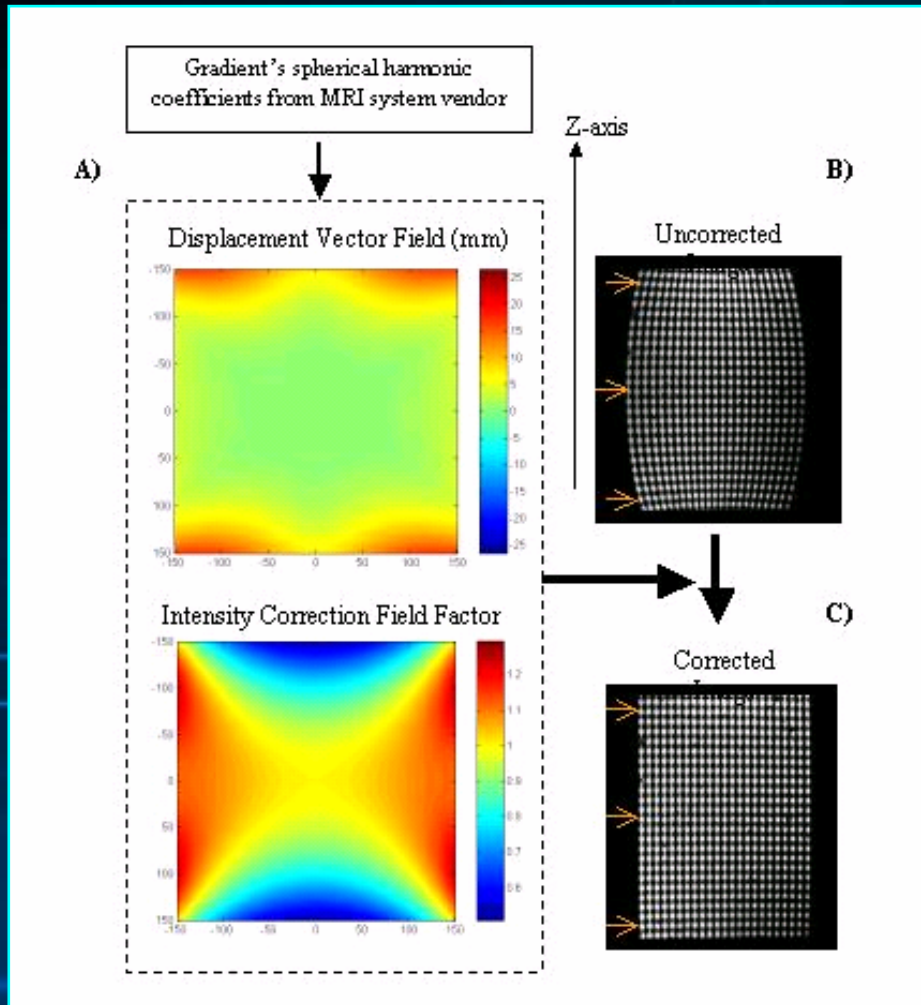 Gradient's spherical harmonic
coefficients from MRI system vendor
A)
Z-axis
B)
Displacement Vector Field (mm)
-150
-100
-50
0
50
100
150
-150 -100 -50 0 50 100 150
25
20
15
10
5
0
-5
-10
-15
-20
-25
Uncorrected
Intensity Correction Field Factor
-150
-100
-50
0
50
100
150
-150 -100 -50 0 50 100 150
1.2
1.1
1
0.9
0.8
0.7
0.6
C)
Corrected